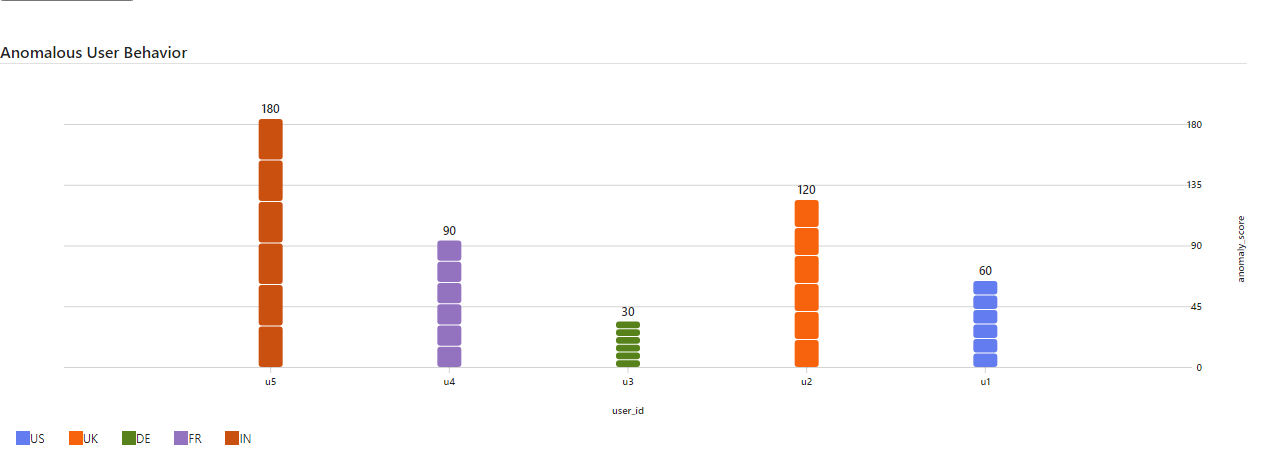 Anomalous User Behavior
180
90
30
120
60
180
135
90
45
0
anomaly_score
u5 u4 u3 u2 u1
user_id
US UK DE FR IN